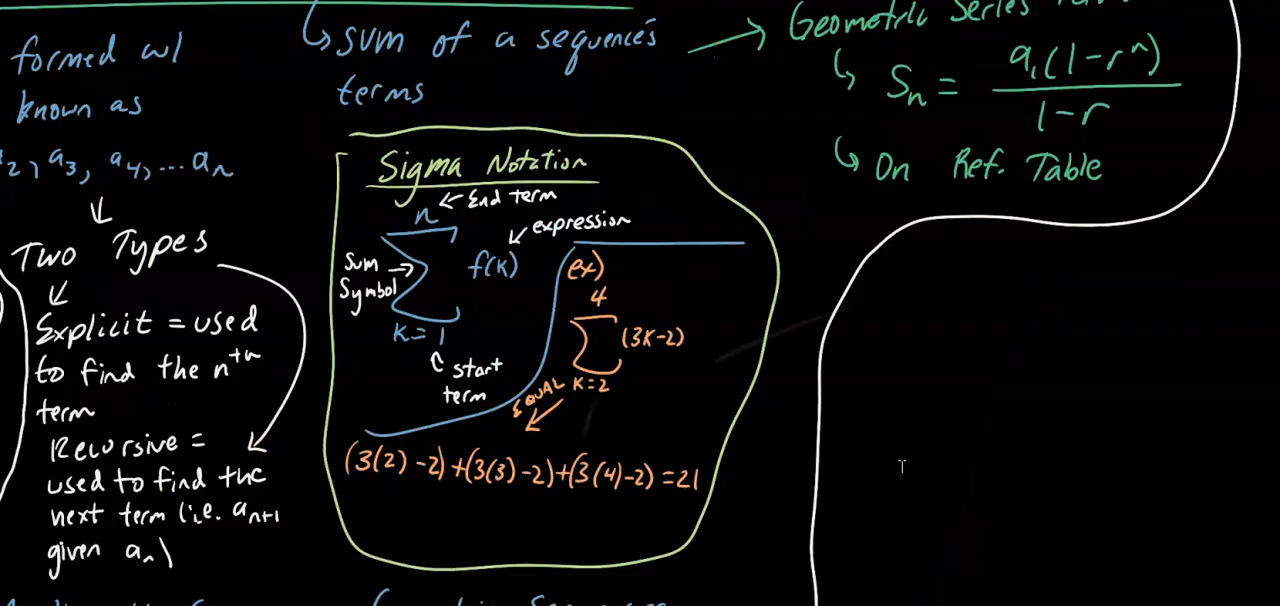 formed w/
known as
a3, a4, ... an
Two Types
Explicit = used
to find the nth
term
Recursive =
used to find the
next term (i.e. an+1
given an)
sum of a sequences
terms
Sigma Notation
n
End term
expression
Sum
Symbol
f(K)
K = 1
start
term
ex)
4
(3K-2)
K=2
EQUAL
(3(2) -2)+(3(3)-2)+(3(4)-2) =21
Geometric Series
Sn = a1(1-r^n)
1-r
On Ref. Table